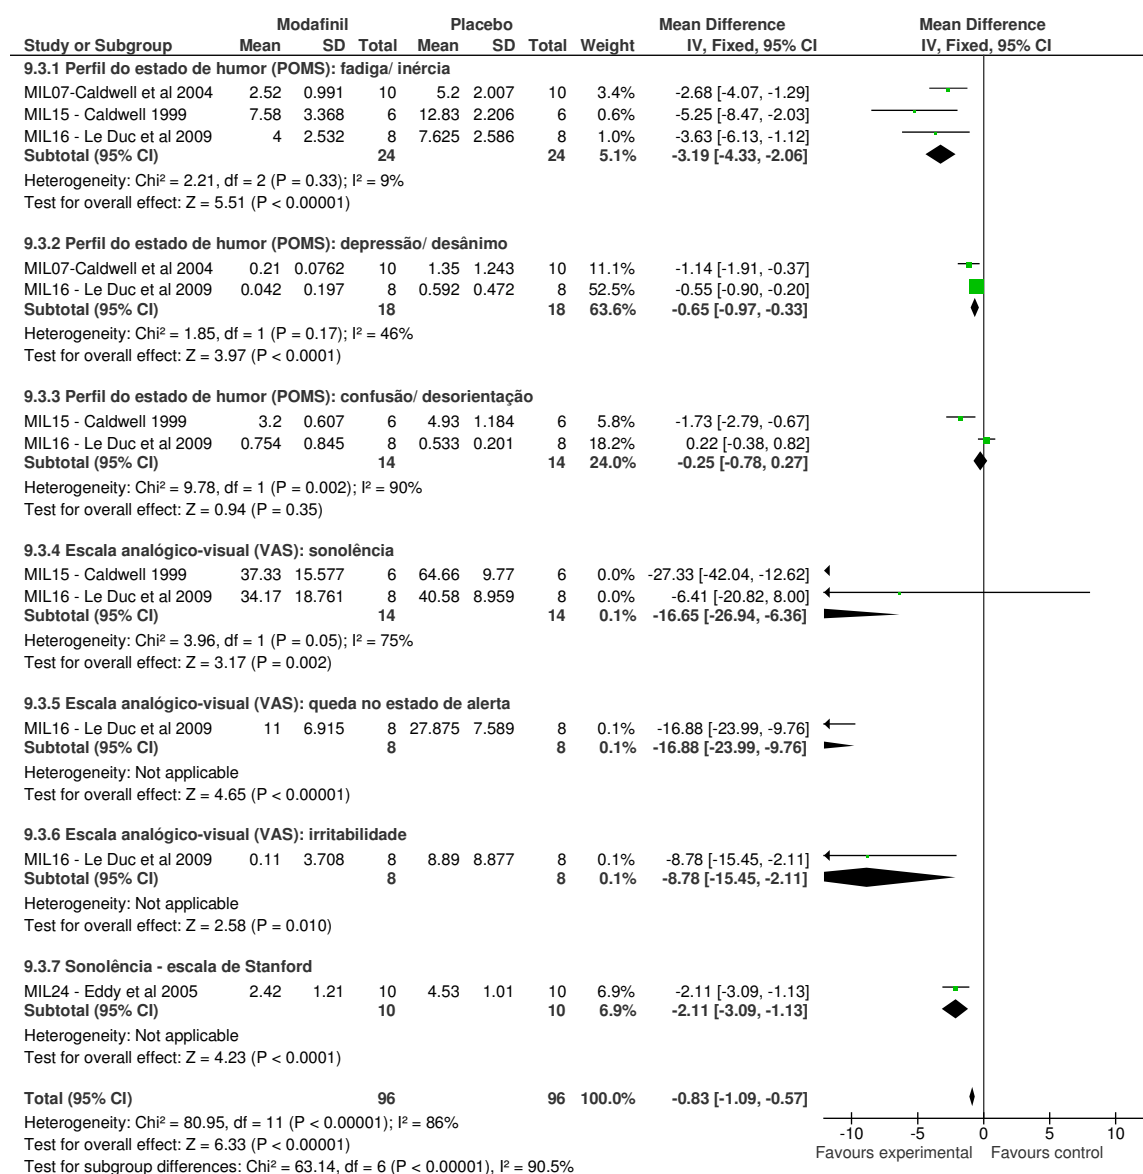 Modafinil Placebo Mean Difference Mean Difference
Study or Subgroup Mean SD Total Mean SD Total Weight IV, Fixed, 95% CI IV, Fixed, 95% CI
9.3.1 Perfil do estado de humor (POMS): fadiga/ inércia
MIL07-Caldwell et al 2004 2.52 0.991 10 5.2 2.007 10 3.4% -2.68 [-4.07, -1.29]
MIL15 - Caldwell 1999 7.58 3.368 6 12.83 2.206 6 0.6% -5.25 [-8.47, -2.03]
MIL16 - Le Duc et al 2009 4 2.532 8 7.625 2.586 8 1.0% -3.63 [-6.13, -1.12]
Subtotal (95% CI) 24 24 5.1% -3.19 [-4.33, -2.06]
Heterogeneity: Chi² = 2.21, df = 2 (P = 0.33); I² = 9%
Test for overall effect: Z = 5.51 (P < 0.00001)
9.3.2 Perfil do estado de humor (POMS): depressão/ desânimo
MIL07-Caldwell et al 2004 0.21 0.0762 10 1.35 1.243 10 11.1% -1.14 [-1.91, -0.37]
MIL16 - Le Duc et al 2009 0.042 0.197 8 0.592 0.472 8 52.5% -0.55 [-0.90, -0.20]
Subtotal (95% CI) 18 18 63.6% -0.65 [-0.97, -0.33]
Heterogeneity: Chi² = 1.85, df = 1 (P = 0.17); I² = 46%
Test for overall effect: Z = 3.97 (P < 0.0001)
9.3.3 Perfil do estado de humor (POMS): confusão/ desorientação
MIL15 - Caldwell 1999 3.2 0.607 6 4.93 1.184 6 5.8% -1.73 [-2.79, -0.67]
MIL16 - Le Duc et al 2009 0.754 0.845 8 0.533 0.201 8 18.2% 0.22 [-0.38, 0.82]
Subtotal (95% CI) 14 14 24.0% -0.25 [-0.78, 0.27]
Heterogeneity: Chi² = 9.78, df = 1 (P = 0.002); I² = 90%
Test for overall effect: Z = 0.94 (P = 0.35)
9.3.4 Escala analógico-visual (VAS): sonolência
MIL15 - Caldwell 1999 37.33 15.577 6 64.66 9.77 6 0.0% -27.33 [-42.04, -12.62]
MIL16 - Le Duc et al 2009 34.17 18.761 8 40.58 8.959 8 0.0% -6.41 [-20.82, 8.00]
Subtotal (95% CI) 14 14 0.1% -16.65 [-26.94, -6.36]
Heterogeneity: Chi² = 3.96, df = 1 (P = 0.05); I² = 75%
Test for overall effect: Z = 3.17 (P = 0.002)
9.3.5 Escala analógico-visual (VAS): queda no estado de alerta
MIL16 - Le Duc et al 2009 11 6.915 8 27.875 7.589 8 0.1% -16.88 [-23.99, -9.76]
Subtotal (95% CI) 8 8 0.1% -16.88 [-23.99, -9.76]
Heterogeneity: Not applicable
Test for overall effect: Z = 4.65 (P < 0.00001)
9.3.6 Escala analógico-visual (VAS): irritabilidade
MIL16 - Le Duc et al 2009 0.11 3.708 8 8.89 8.877 8 0.1% -8.78 [-15.45, -2.11]
Subtotal (95% CI) 8 8 0.1% -8.78 [-15.45, -2.11]
Heterogeneity: Not applicable
Test for overall effect: Z = 2.58 (P = 0.010)
9.3.7 Sonolência - escala de Stanford
MIL24 - Eddy et al 2005 2.42 1.21 10 4.53 1.01 10 6.9% -2.11 [-3.09, -1.13]
Subtotal (95% CI) 10 10 6.9% -2.11 [-3.09, -1.13]
Heterogeneity: Not applicable
Test for overall effect: Z = 4.23 (P < 0.0001)
Total (95% CI) 96 96 100.0% -0.83 [-1.09, -0.57]
Heterogeneity: Chi² = 80.95, df = 11 (P < 0.00001); I² = 86%
Test for overall effect: Z = 6.33 (P < 0.00001)
Test for subgroup differences: Chi² = 63.14, df = 6 (P < 0.00001), I² = 90.5%
-10 -5 0 5 10
Favours experimental Favours control